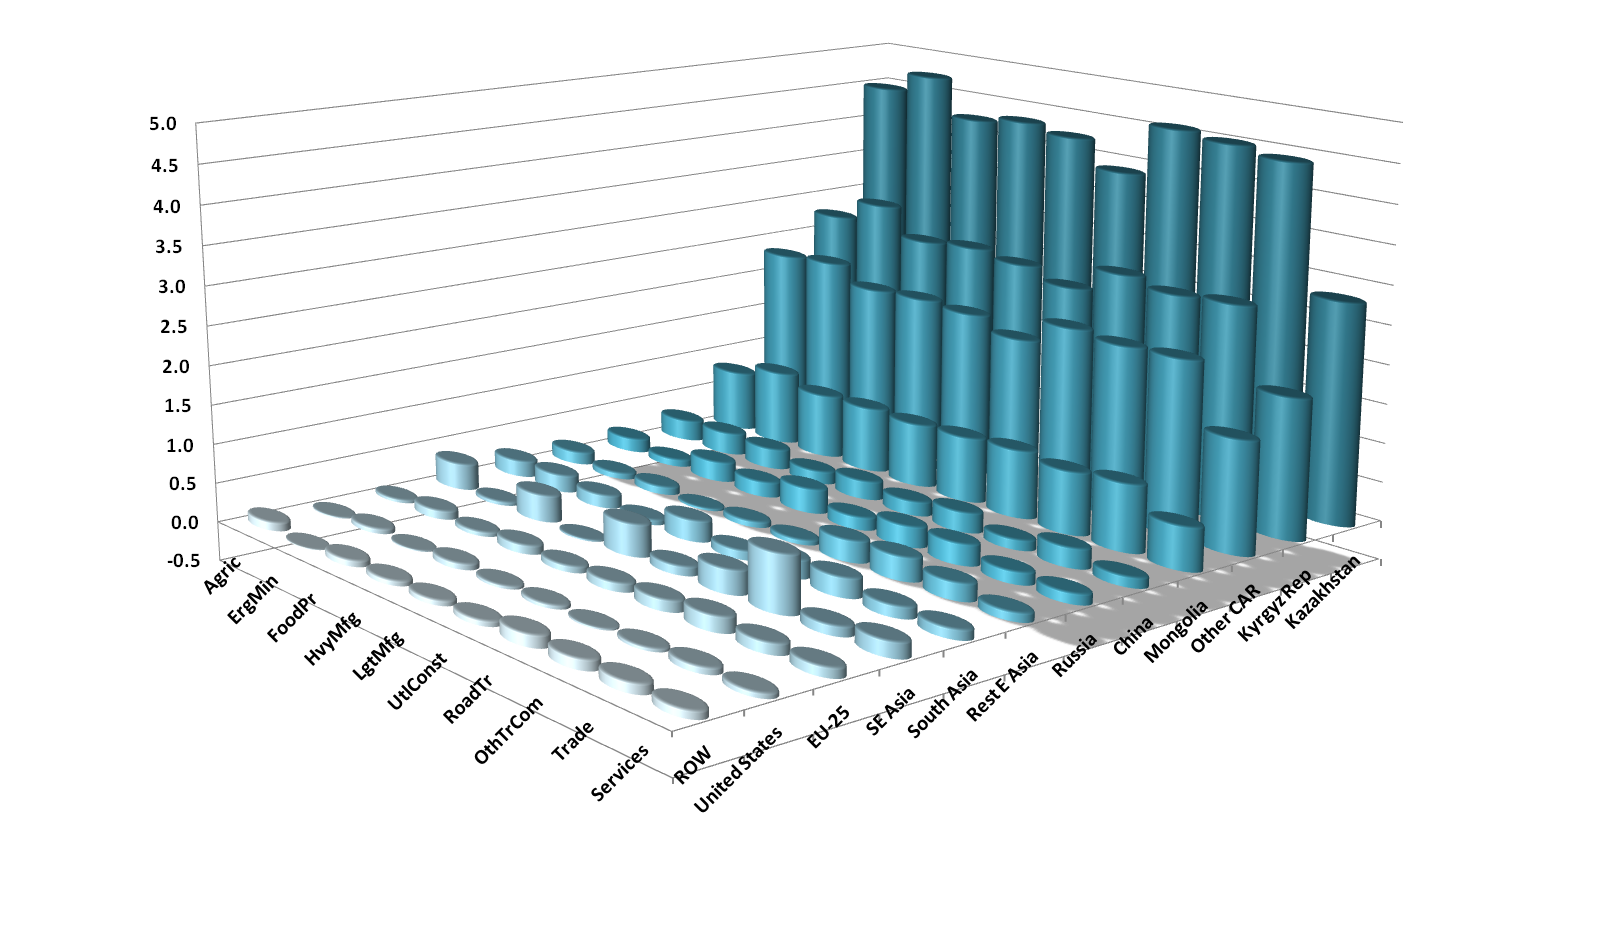 5.0
4.5
4.0
3.5
3.0
2.5
2.0
1.5
1.0
0.5
0.0
-0.5
Agric
ErgMin
FoodPr
HvyMfg
LgtMfg
UtlConst
RoadTr
OthTrCom
Trade
Services
ROW
United States
EU-25
SE Asia
South Asia
Rest E Asia
Russia
China
Mongolia
Other CAR
Kyrgyz Rep
Kazakhstan